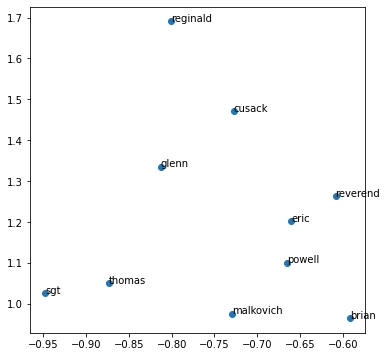 1.7
reginald
1.6
1.5
cusack
1.4
glenn
1.3
reverend
1.2
eric
1.1
powell
thomas
sgt
1.0
malkovich
brian
−0.95 −0.90 −0.85 −0.80 −0.75 −0.70 −0.65 −0.60